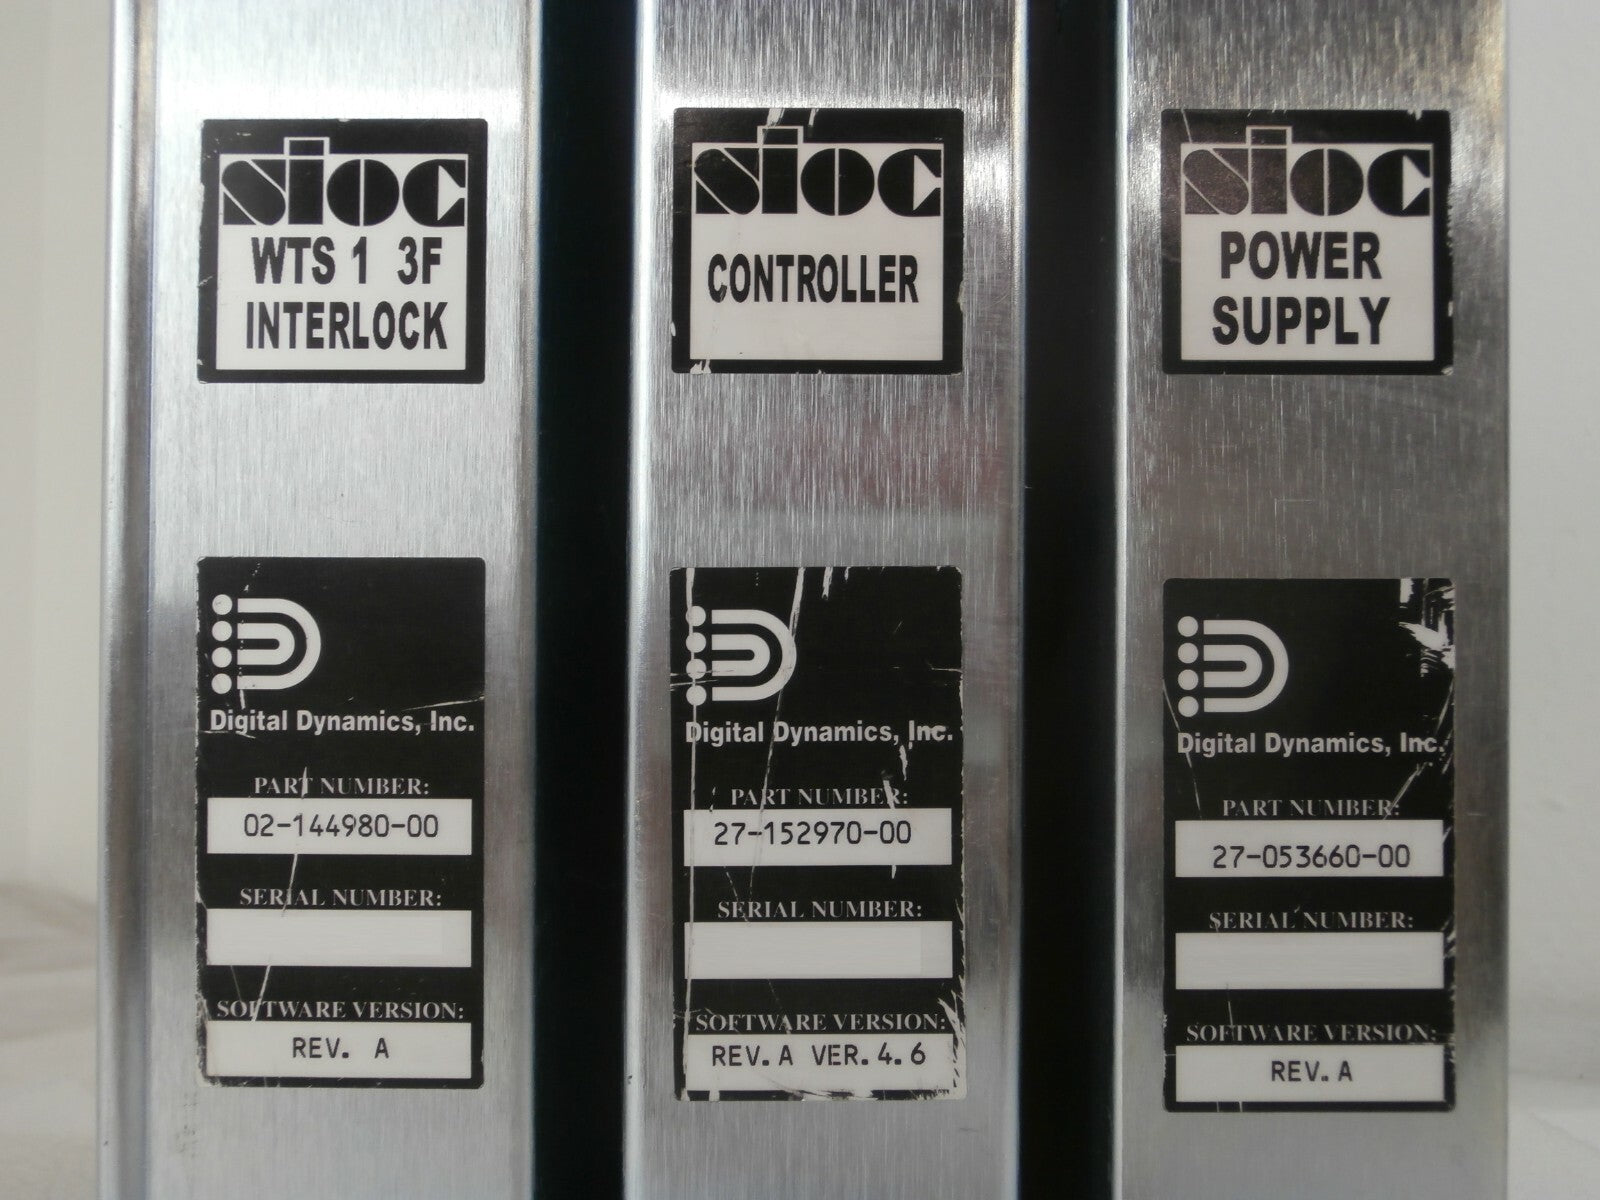 sioc
WTS 1 3F
INTERLOCK
Digital Dynamics, Inc.
PART NUMBER:
02-144980-00
SERIAL NUMBER:
SOFTWARE VERSION:
REV. A
sioc
CONTROLLER
Digital Dynamics, Inc.
PART NUMBER:
27-152970-00
SERIAL NUMBER:
SOFTWARE VERSION:
REV. A VER. 4.6
sioc
POWER
SUPPLY
Digital Dynamics, Inc.
PART NUMBER:
27-053660-00
SERIAL NUMBER:
SOFTWARE VERSION:
REV. A